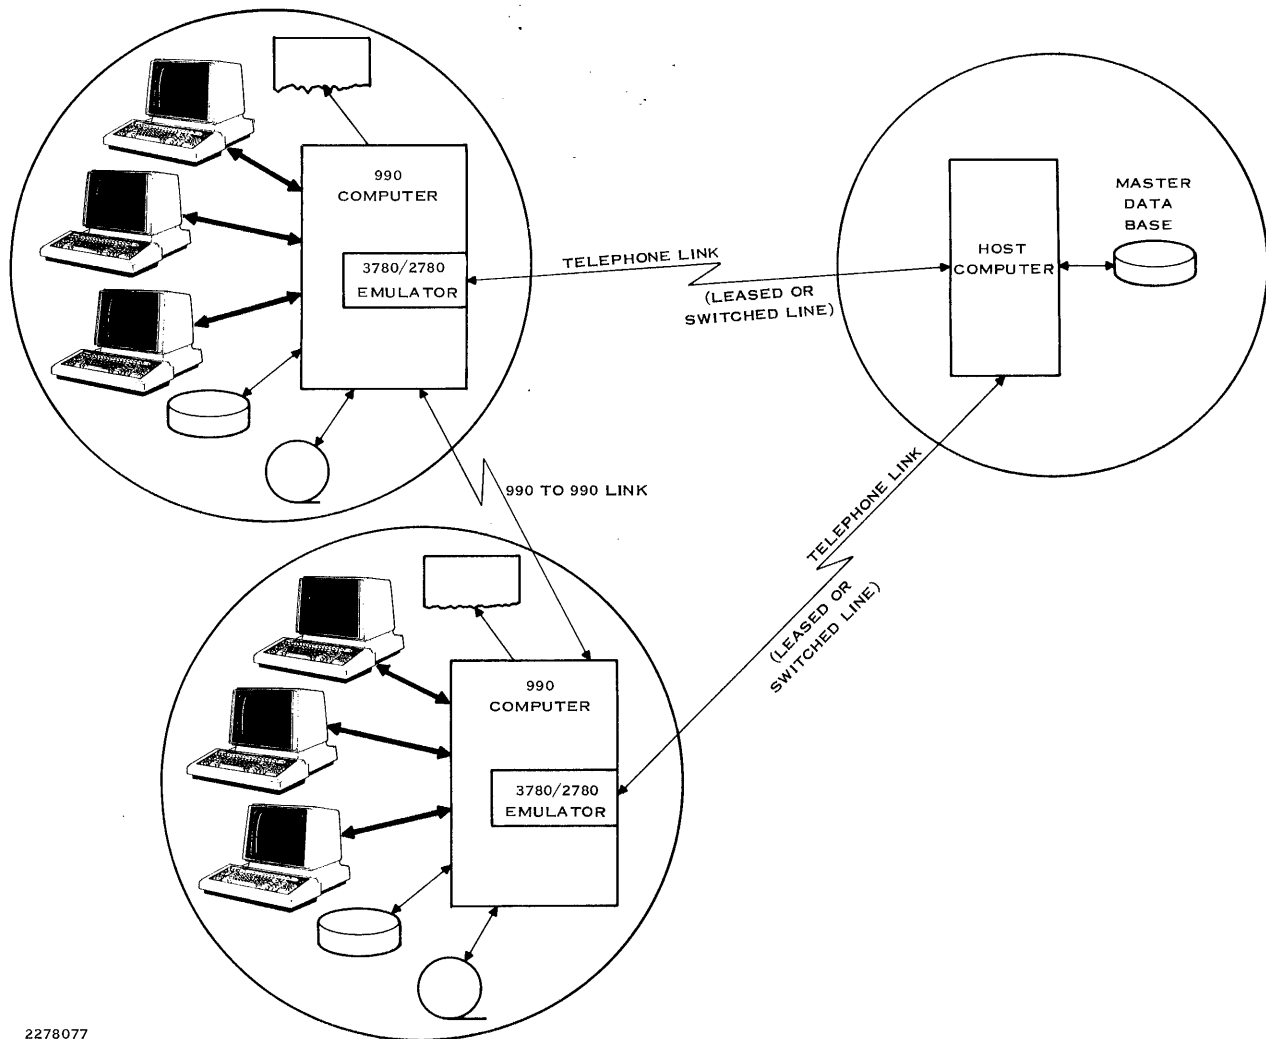 990
COMPUTER
3780/2780
EMULATOR
TELEPHONE LINK
(LEASED OR
SWITCHED LINE)
HOST
COMPUTER
MASTER
DATA
BASE
990 TO 990 LINK
TELEPHONE LINK
(LEASED OR
SWITCHED LINE)
990
COMPUTER
3780/2780
EMULATOR
2278077